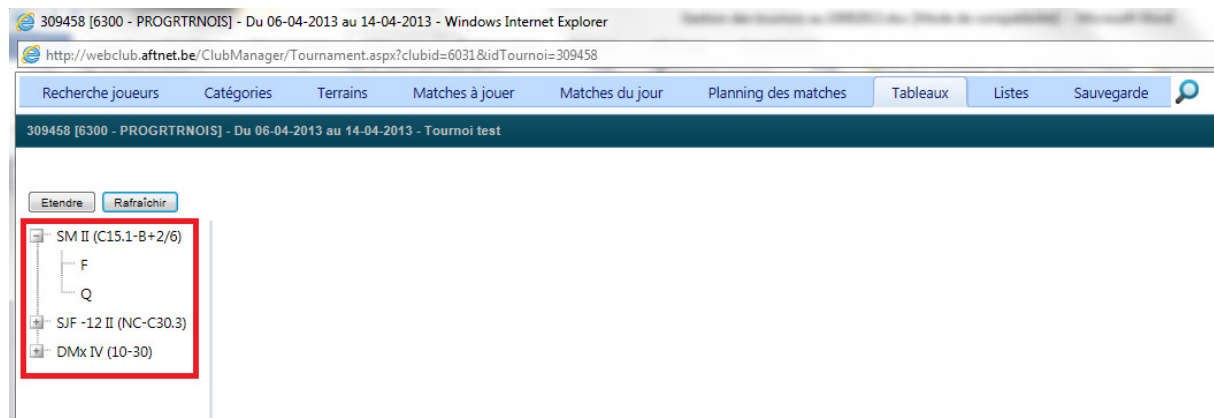 309458 [6300 - PROGRTRNOIS] - Du 06-04-2013 au 14-04-2013 - Windows Internet Explorer
http://webclub.aftnet.be/ClubManager/Tournament.aspx?clubid=6031&idTournoi=309458
Recherche joueurs Catégories Terrains Matches à jouer Matches du jour Planning des matches Tableaux Listes Sauvegarde
309458 [6300 - PROGRTRNOIS] - Du 06-04-2013 au 14-04-2013 - Tournoi test
Etendre Rafraîchir
SM II (C15.1-B+2/6)
F
Q
SJF -12 II (NC-C30.3)
DMx IV (10-30)